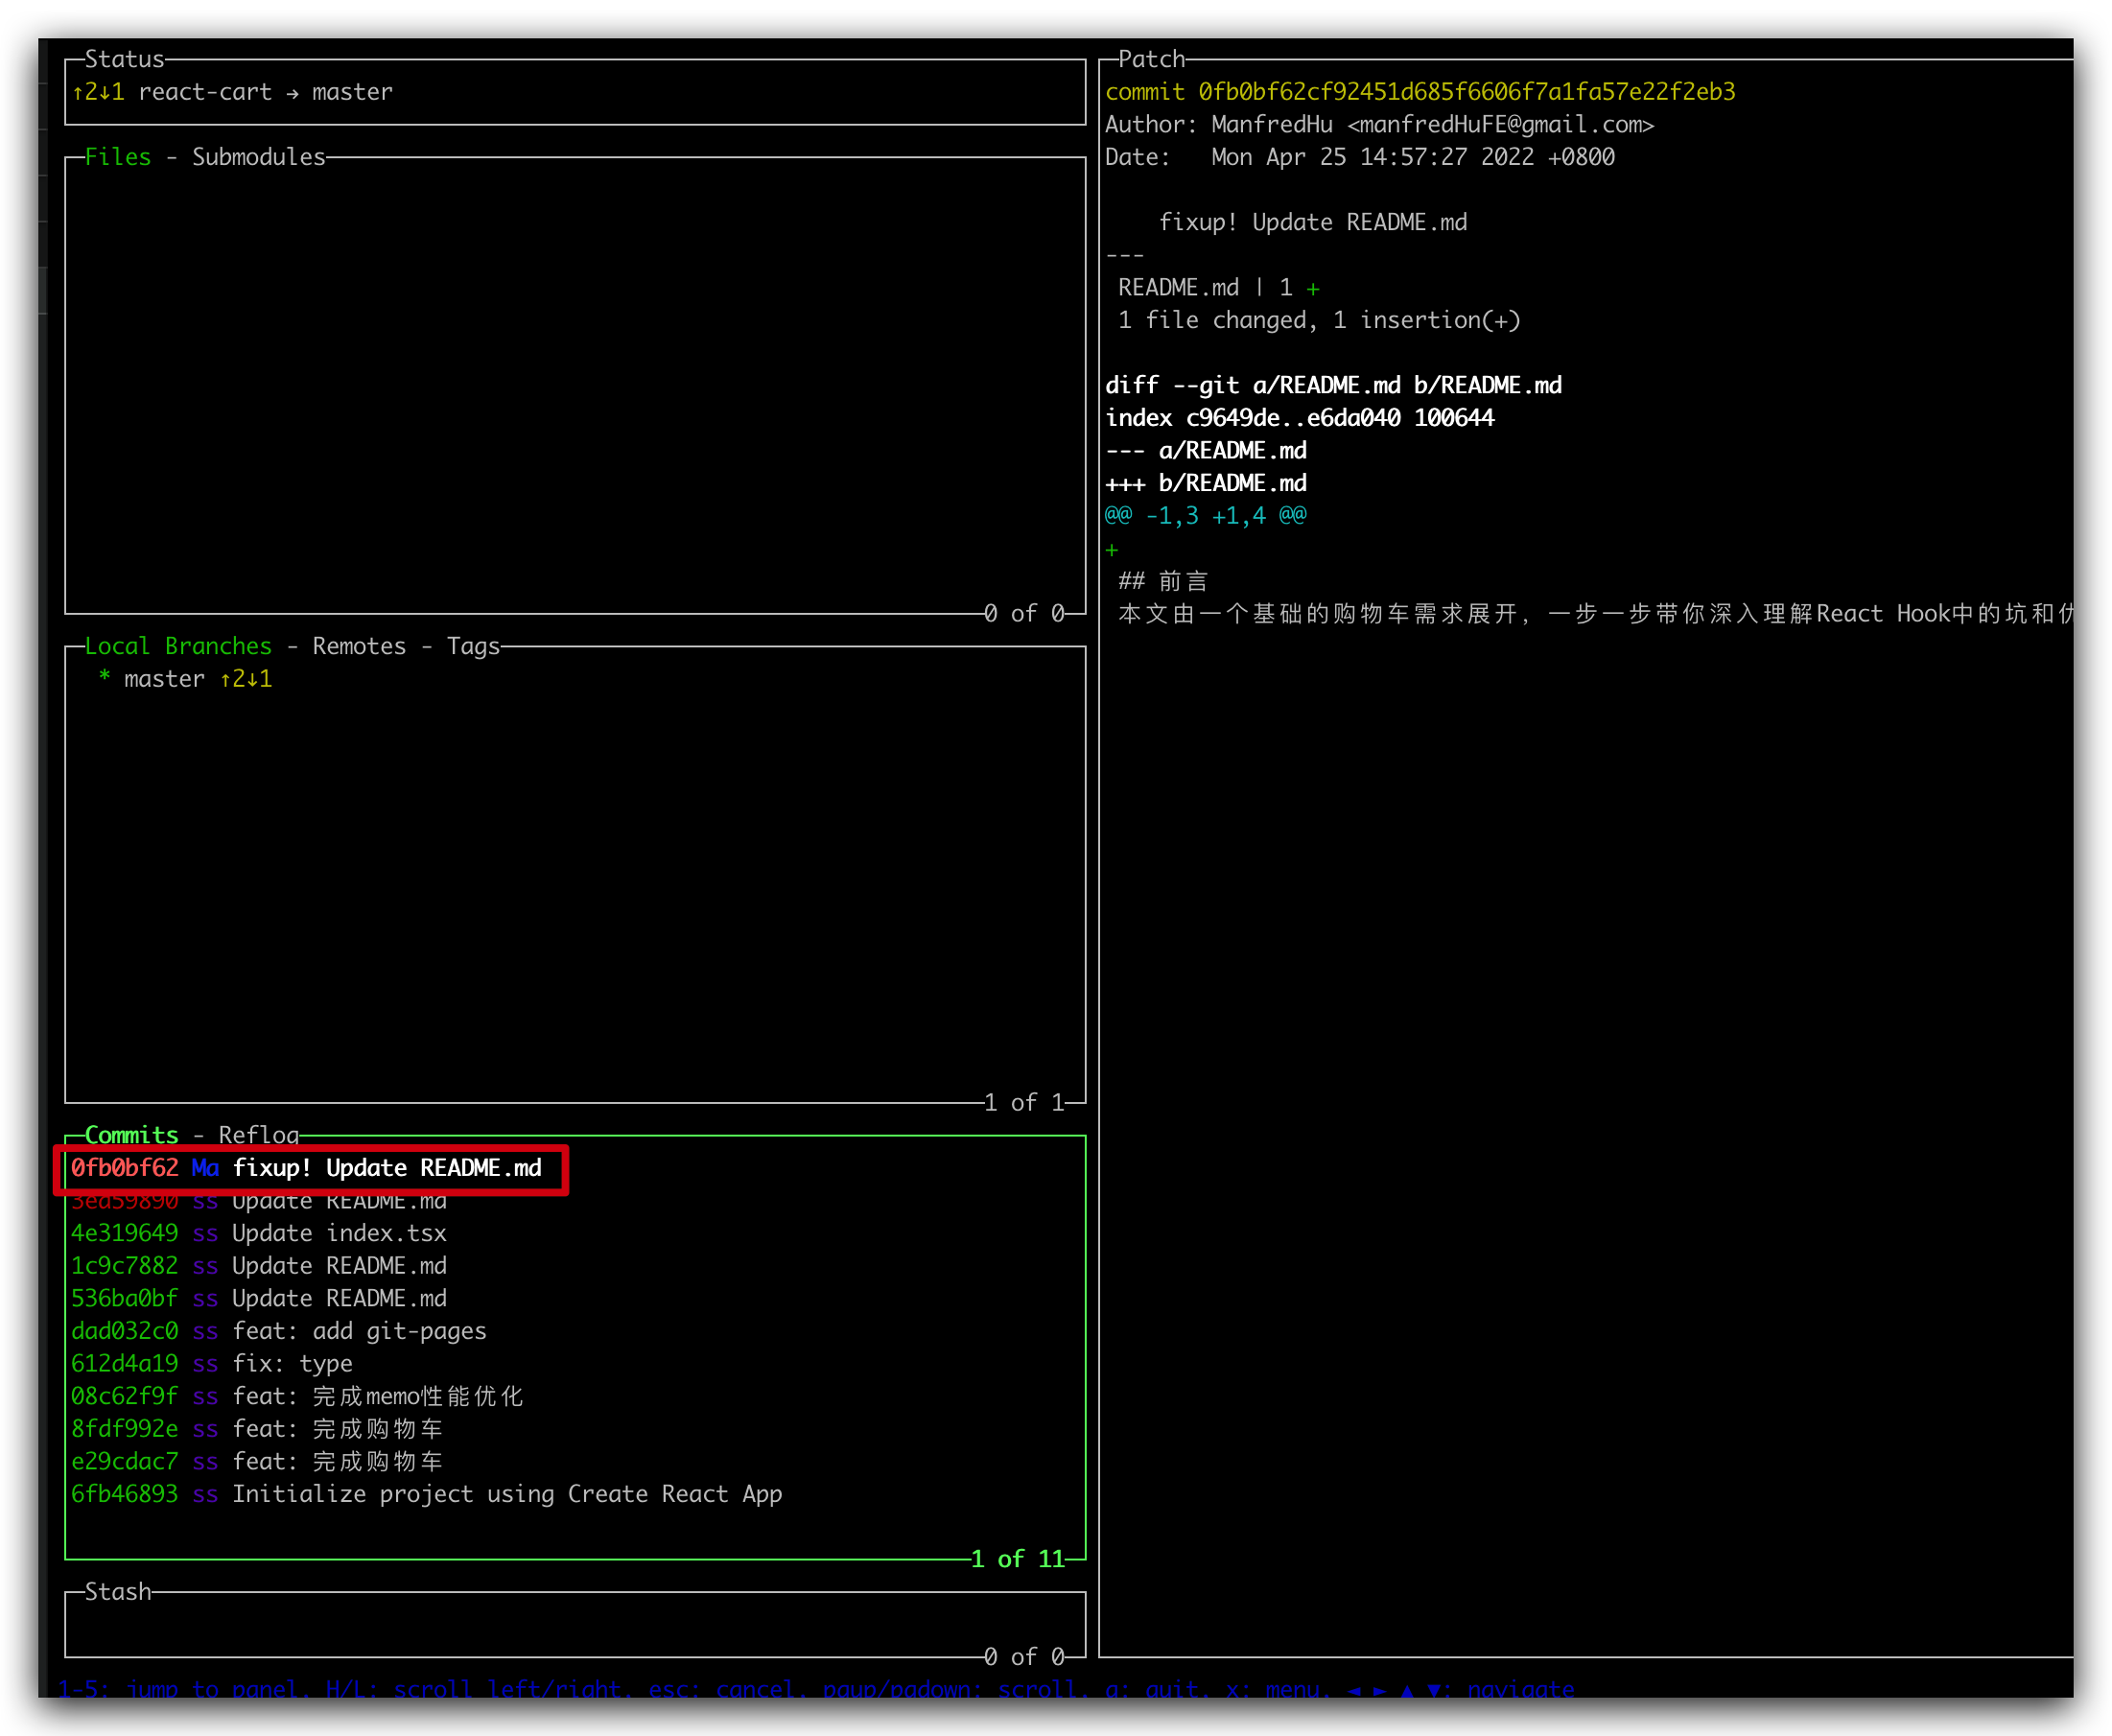 Status
↑2↓1 react-cart → master
Files - Submodules
0 of 0
Local Branches - Remotes - Tags
* master ↑2↓1
1 of 1
Commits - Reflog
0fb0bf62 Ma fixup! Update README.md
3ed59890 ss Update README.md
4e319649 ss Update index.tsx
1c9c7882 ss Update README.md
536ba0bf ss Update README.md
dad032c0 ss feat: add git-pages
612d4a19 ss fix: type
08c62f9f ss feat: 完成memo性能优化
8fdf992e ss feat: 完成购物车
e29cdac7 ss feat: 完成购物车
6fb46893 ss Initialize project using Create React App
1 of 11
Stash
0 of 0
Patch
commit 0fb0bf62cf92451d685f6606f7a1fa57e22f2eb3
Author: ManfredHu <manfredHuFE@gmail.com>
Date:   Mon Apr 25 14:57:27 2022 +0800
fixup! Update README.md
---
README.md | 1 +
1 file changed, 1 insertion(+)
diff --git a/README.md b/README.md
index c9649de..e6da040 100644
--- a/README.md
+++ b/README.md
@@ -1,3 +1,4 @@
+
## 前言
本文由一个基础的购物车需求展开，一步一步带你深入理解React Hook中的坑和优
1-5: jump to panel, H/L: scroll left/right, esc: cancel, pgup/pgdown: scroll, q: quit, x: menu, ◄ ► ▲ ▼: navigate